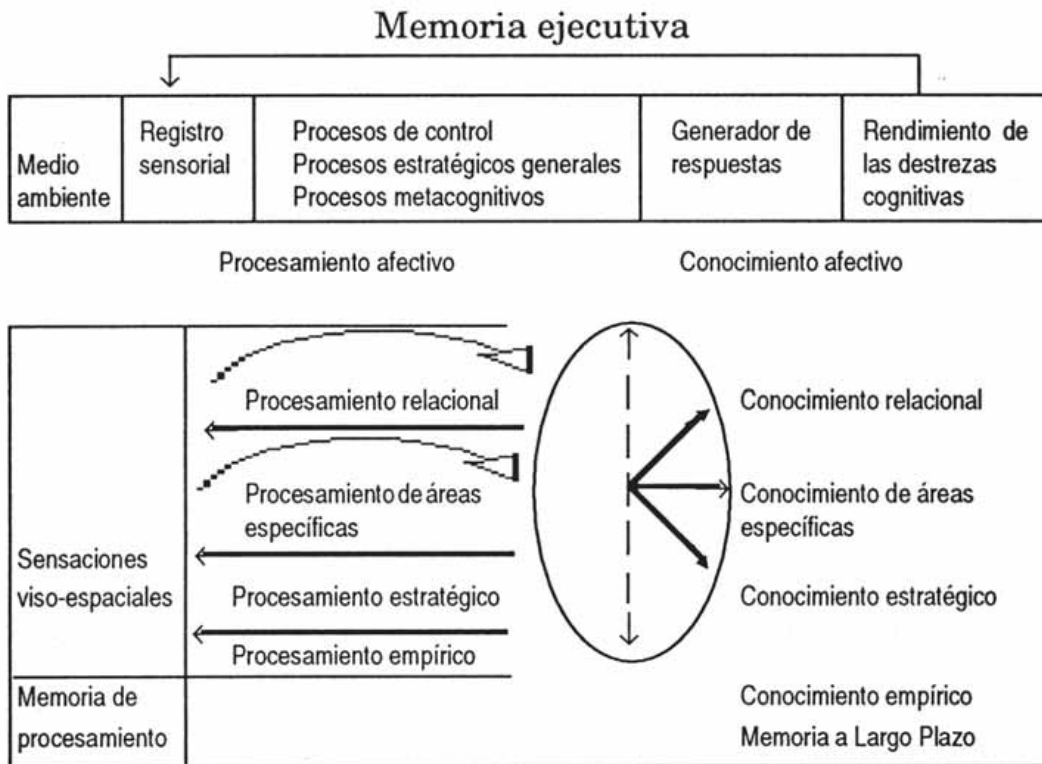 Memoria ejecutiva
Medio
ambiente
Registro
sensorial
Procesos de control
Procesos estratégicos generales
Procesos metacognitivos
Generador de
respuestas
Rendimiento de
las destrezas
cognitivas
Procesamiento afectivo
Conocimiento afectivo
Procesamiento relacional
Conocimiento relacional
Procesamiento de áreas
específicas
Conocimiento de áreas
específicas
Sensaciones
viso-espaciales
Procesamiento estratégico
Conocimiento estratégico
Procesamiento empírico
Memoria de
procesamiento
Conocimiento empírico
Memoria a Largo Plazo